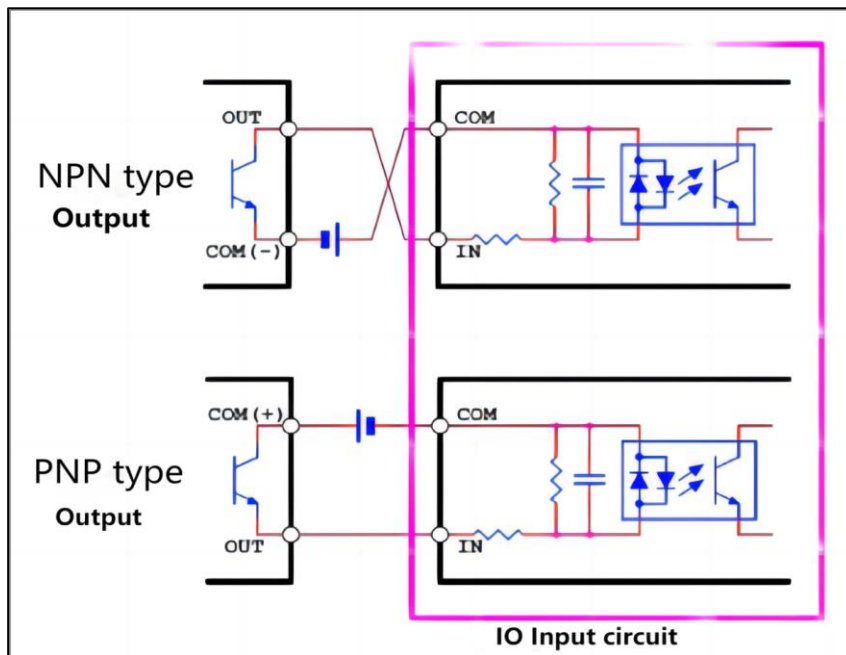 OUT
COM
NPN type
Output
COM(-)
IN
COM(+)
COM
PNP type
Output
OUT
IN
IO Input circuit